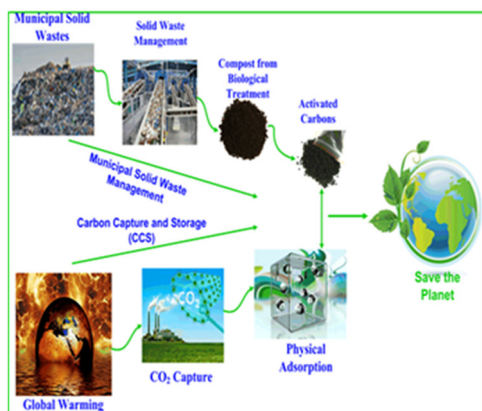 Municipal Solid
Wastes
Solid Waste
Management
Compost from
Biological
Treatment
Activated
Carbons
Municipal Solid Waste
Management
Carbon Capture and Storage
(CCS)
Save the
Planet
CO₂
Global Warming
CO₂ Capture
Physical
Adsorption